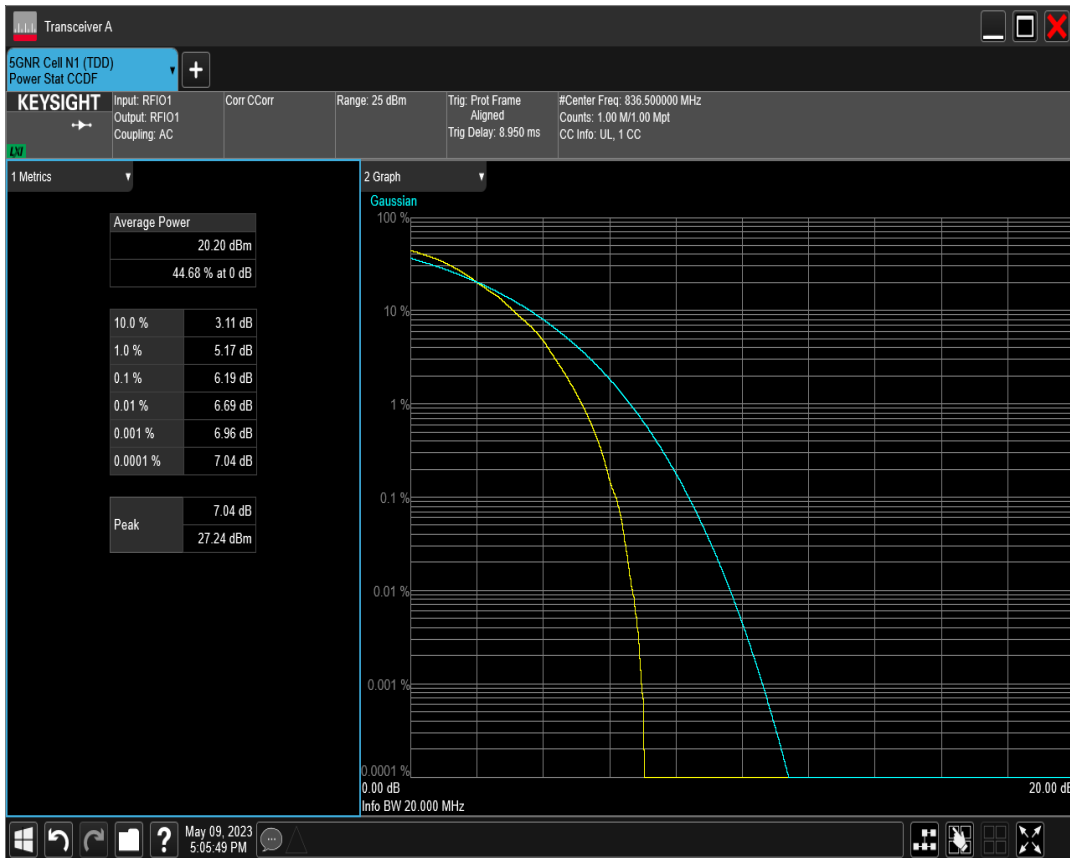 Transceiver A
5GNR Cell N1 (TDD)
Power Stat CCDF
+
KEYSIGHT
LXI
Input: RFIO1
Output: RFIO1
Coupling: AC
Corr CCorr
Range: 25 dBm
Trig: Prot Frame
Aligned
Trig Delay: 8.950 ms
#Center Freq: 836.500000 MHz
Counts: 1.00 M/1.00 Mpt
CC Info: UL, 1 CC
1 Metrics
Average Power
20.20 dBm
44.68 % at 0 dB
10.0 % 3.11 dB
1.0 % 5.17 dB
0.1 % 6.19 dB
0.01 % 6.69 dB
0.001 % 6.96 dB
0.0001 % 7.04 dB
Peak 7.04 dB
27.24 dBm
2 Graph
Gaussian
100 %
10 %
1 %
0.1 %
0.01 %
0.001 %
0.0001 %
0.00 dB 20.00 dB
Info BW 20.000 MHz
? May 09, 2023
5:05:49 PM